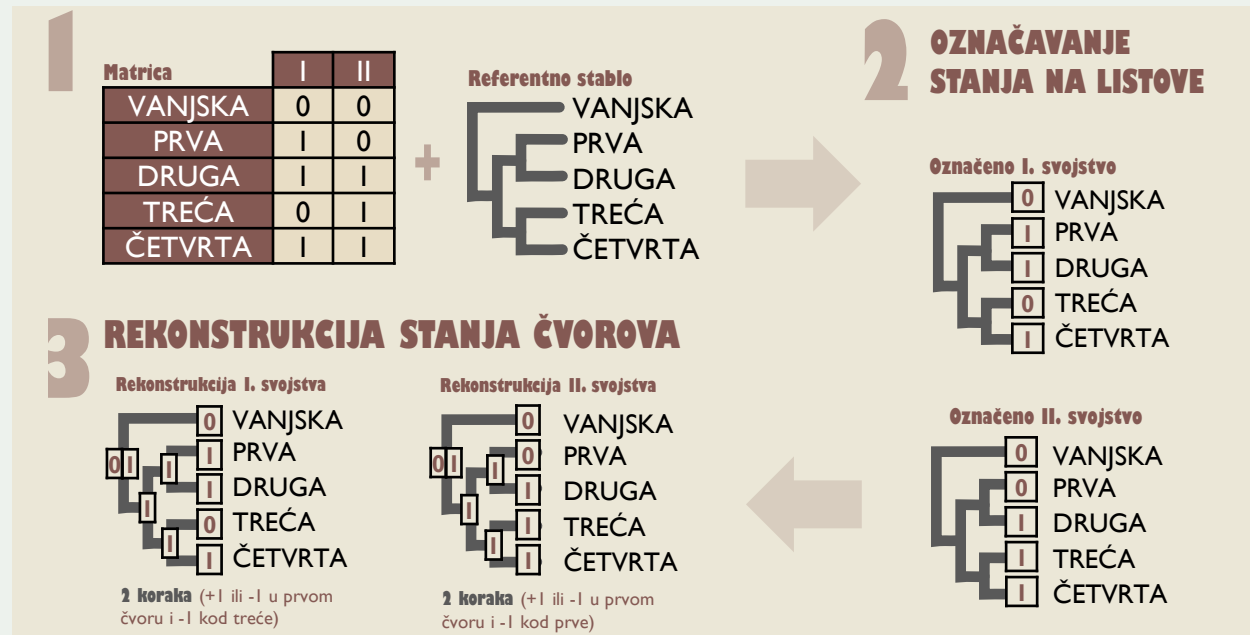 1
Matrica I II
VANJSKA 0 0
PRVA 1 0
DRUGA 1 1
TREĆA 0 1
ČETVRTA 1 1
+
Referentno stablo
VANJSKA
PRVA
DRUGA
TREĆA
ČETVRTA
2 OZNAČAVANJE
STANJA NA LISTOVE
Označeno I. svojstvo
0 VANJSKA
1 PRVA
1 DRUGA
0 TREĆA
1 ČETVRTA
Označeno II. svojstvo
0 VANJSKA
0 PRVA
1 DRUGA
1 TREĆA
1 ČETVRTA
3 REKONSTRUKCIJA STANJA ČVOROVA
Rekonstrukcija I. svojstva
0 VANJSKA
1 PRVA
01 1
1 DRUGA
1
0 TREĆA
1
1 ČETVRTA
2 koraka (+1 ili -1 u prvom
čvoru i -1 kod treće)
Rekonstrukcija II. svojstva
0 VANJSKA
0 PRVA
01 1
1 DRUGA
1
1 TREĆA
1
1 ČETVRTA
2 koraka (+1 ili -1 u prvom
čvoru i -1 kod prve)